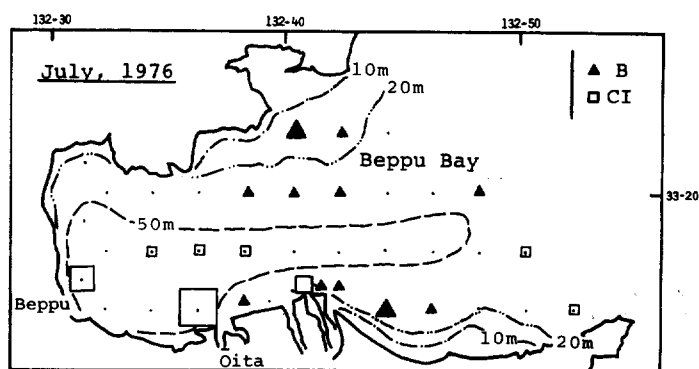 132-30 132-40 132-50
July, 1976
10m
20m
B
CI
Beppu Bay
33-20
50m
Beppu
Oita
10m
20m